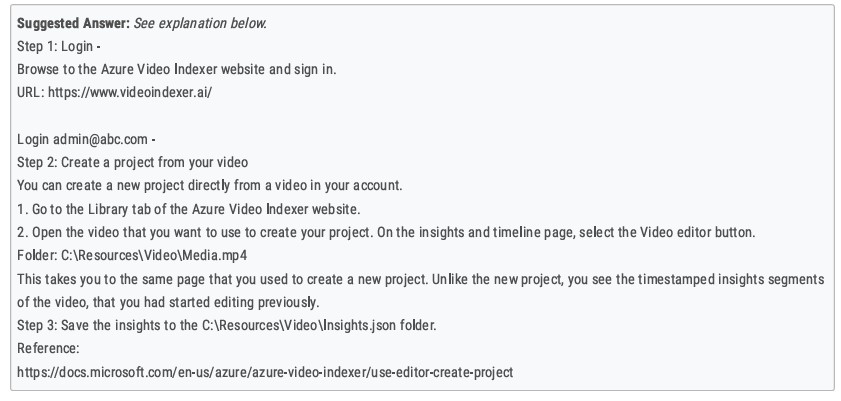 Suggested Answer: See explanation below.
Step 1: Login -
Browse to the Azure Video Indexer website and sign in.
URL: https://www.videoindexer.ai/
Login admin@abc.com -
Step 2: Create a project from your video
You can create a new project directly from a video in your account.
1. Go to the Library tab of the Azure Video Indexer website.
2. Open the video that you want to use to create your project. On the insights and timeline page, select the Video editor button.
Folder: C:\Resources\Video\Media.mp4
This takes you to the same page that you used to create a new project. Unlike the new project, you see the timestamped insights segments
of the video, that you had started editing previously.
Step 3: Save the insights to the C:\Resources\Video\Insights.json folder.
Reference:
https://docs.microsoft.com/en-us/azure/azure-video-indexer/use-editor-create-project